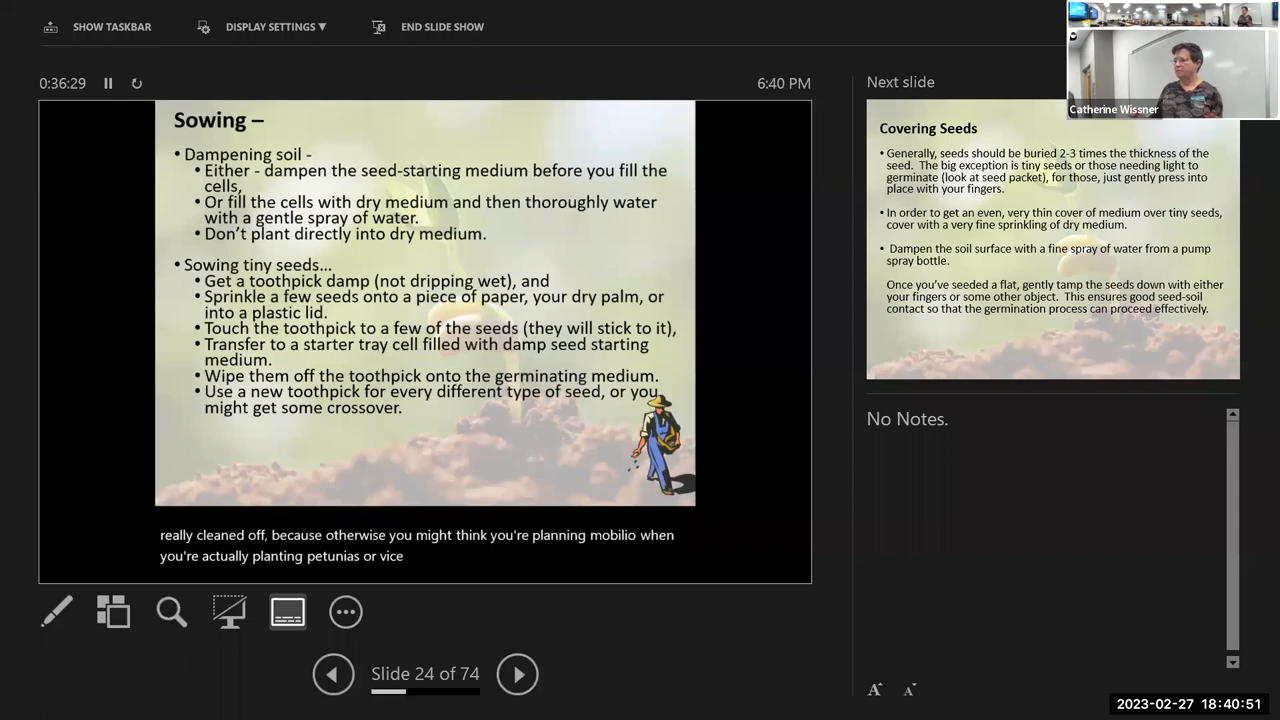 SHOW TASKBAR
DISPLAY SETTINGS ▼
END SLIDE SHOW
0:36:29
6:40 PM
Sowing –
• Dampening soil -
• Either - dampen the seed-starting medium before you fill the
cells,
• Or fill the cells with dry medium and then thoroughly water
with a gentle spray of water.
• Don't plant directly into dry medium.
• Sowing tiny seeds...
• Get a toothpick damp (not dripping wet), and
• Sprinkle a few seeds onto a piece of paper, your dry palm, or
into a plastic lid.
• Touch the toothpick to a few of the seeds (they will stick to it),
• Transfer to a starter tray cell filled with damp seed starting
medium.
• Wipe them off the toothpick onto the germinating medium.
• Use a new toothpick for every different type of seed, or you
might get some crossover.
really cleaned off, because otherwise you might think you're planning mobilio when
you're actually planting petunias or vice
Slide 24 of 74
Next slide
Catherine Wissner
Covering Seeds
• Generally, seeds should be buried 2-3 times the thickness of the
seed. The big exception is tiny seeds or those needing light to
germinate (look at seed packet), for those, just gently press into
place with your fingers.
• In order to get an even, very thin cover of medium over tiny seeds,
cover with a very fine sprinkling of dry medium.
• Dampen the soil surface with a fine spray of water from a pump
spray bottle.
Once you've seeded a flat, gently tamp the seeds down with either
your fingers or some other object. This ensures good seed-soil
contact so that the germination process can proceed effectively.
No Notes.
A A
2023-02-27 18:40:51